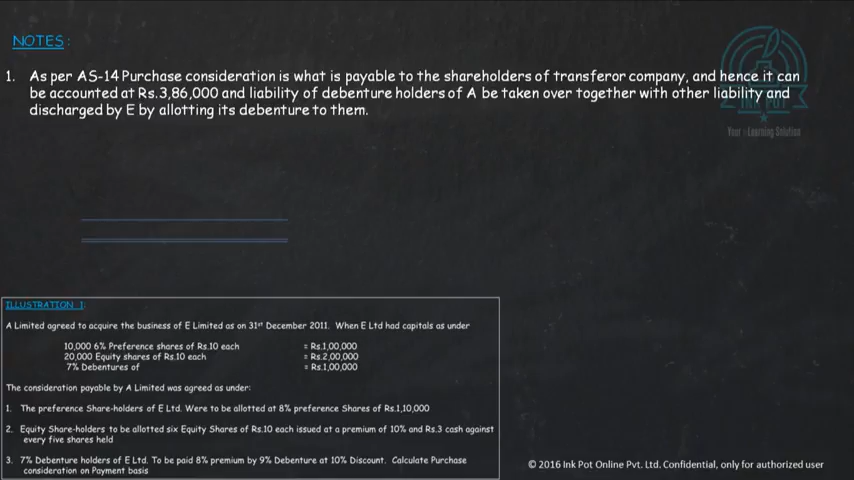 NOTES :
1. As per AS-14 Purchase consideration is what is payable to the shareholders of transferor company, and hence it can
be accounted at Rs.3,86,000 and liability of debenture holders of A be taken over together with other liability and
discharged by E by allotting its debenture to them.
INK POT
Your eLearning Solution
ILLUSTRATION 1:
A Limited agreed to acquire the business of E Limited as on 31st December 2011. When E Ltd had capitals as under
10,000 6% Preference shares of Rs.10 each = Rs.1,00,000
20,000 Equity shares of Rs.10 each = Rs.2,00,000
7% Debentures of = Rs.1,00,000
The consideration payable by A Limited was agreed as under:
1. The preference Share-holders of E Ltd. Were to be allotted at 8% preference Shares of Rs.1,10,000
2. Equity Share-holders to be allotted six Equity Shares of Rs.10 each issued at a premium of 10% and Rs.3 cash against
every five shares held
3. 7% Debenture holders of E Ltd. To be paid 8% premium by 9% Debenture at 10% Discount. Calculate Purchase
consideration on Payment basis
© 2016 Ink Pot Online Pvt. Ltd. Confidential, only for authorized user